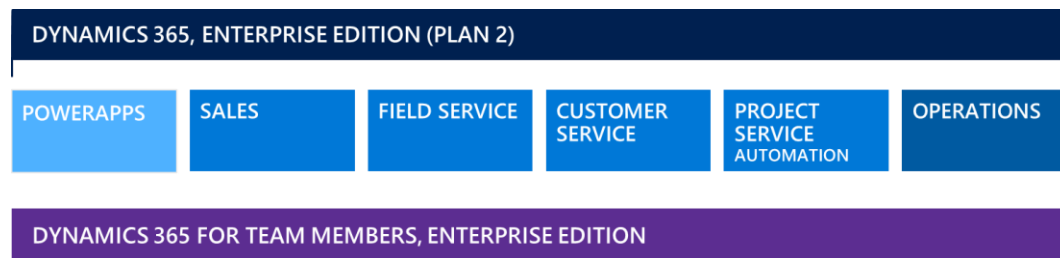 DYNAMICS 365, ENTERPRISE EDITION (PLAN 2)
POWERAPPS
SALES
FIELD SERVICE
CUSTOMER
SERVICE
PROJECT
SERVICE
AUTOMATION
OPERATIONS
DYNAMICS 365 FOR TEAM MEMBERS, ENTERPRISE EDITION